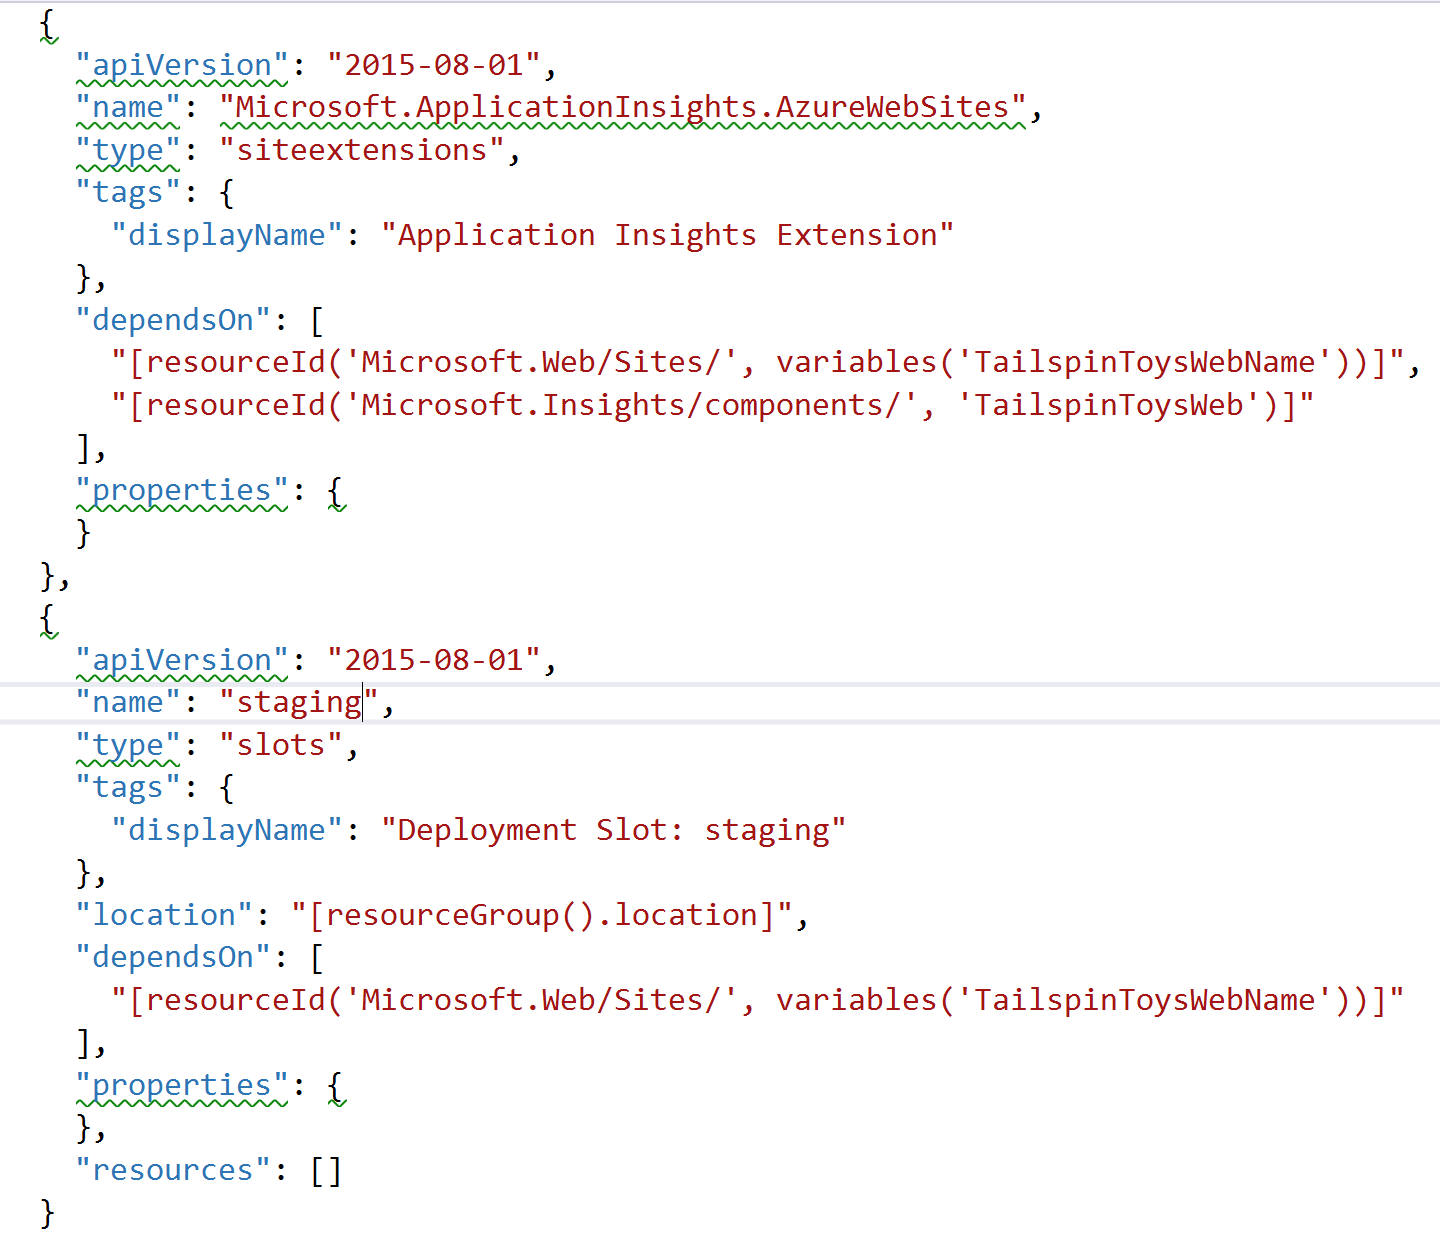 {
"apiVersion": "2015-08-01",
"name": "Microsoft.ApplicationInsights.AzureWebSites",
"type": "siteextensions",
"tags": {
"displayName": "Application Insights Extension"
},
"dependsOn": [
"[resourceId('Microsoft.Web/Sites/', variables('TailspinToysWebName'))]",
"[resourceId('Microsoft.Insights/components/', 'TailspinToysWeb')]"
],
"properties": {
}
},
{
"apiVersion": "2015-08-01",
"name": "staging",
"type": "slots",
"tags": {
"displayName": "Deployment Slot: staging"
},
"location": "[resourceGroup().location]",
"dependsOn": [
"[resourceId('Microsoft.Web/Sites/', variables('TailspinToysWebName'))]"
],
"properties": {
},
"resources": []
}